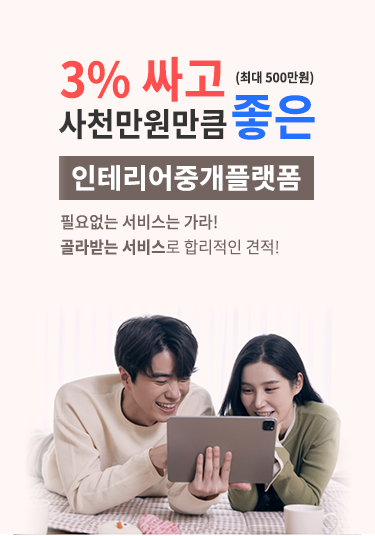 3% 싸고 (최대 500만원)
사천만원만큼 좋은
인테리어중개플랫폼
필요없는 서비스는 가라!
골라받는 서비스로 합리적인 견적!